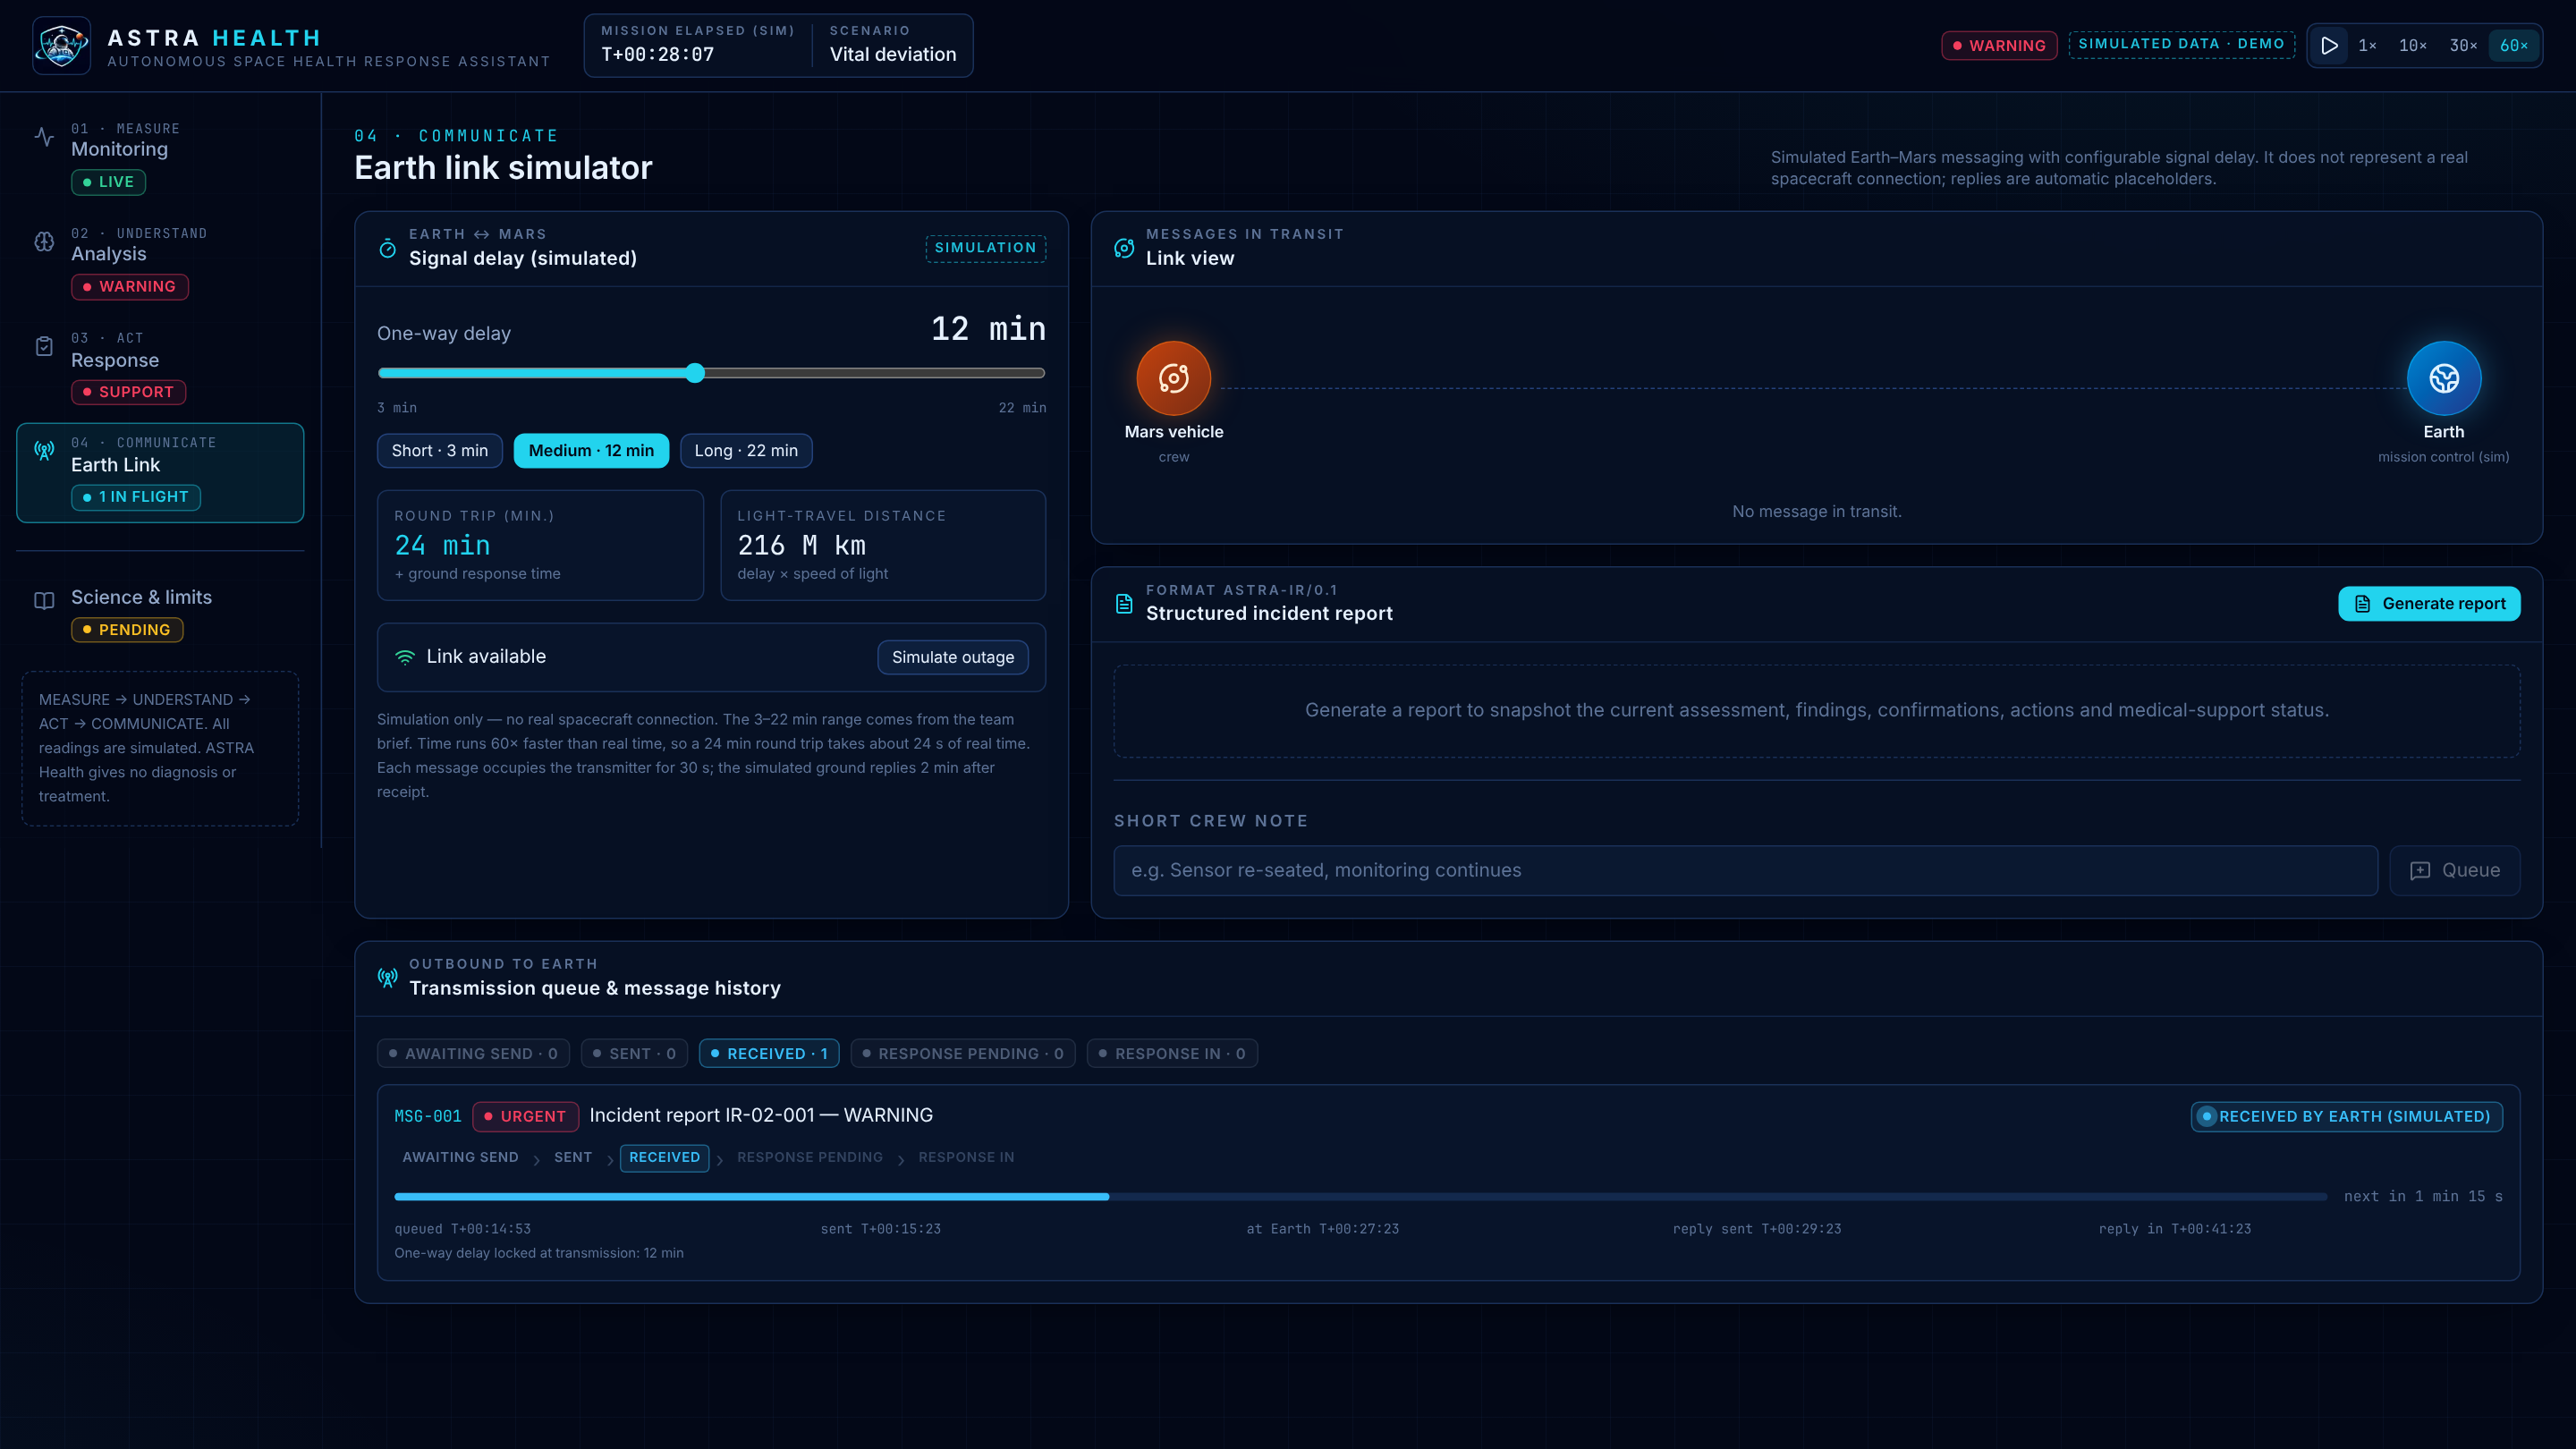 ASTRA HEALTH
AUTONOMOUS SPACE HEALTH RESPONSE ASSISTANT
MISSION ELAPSED (SIM)
T+00:28:07
SCENARIO
Vital deviation
WARNING
SIMULATED DATA · DEMO
1×
10×
30×
60×
01 · MEASURE
Monitoring
LIVE
02 · UNDERSTAND
Analysis
WARNING
03 · ACT
Response
SUPPORT
04 · COMMUNICATE
Earth Link
1 IN FLIGHT
Science & limits
PENDING
MEASURE → UNDERSTAND →
ACT → COMMUNICATE. All
readings are simulated. ASTRA
Health gives no diagnosis or
treatment.
04 · COMMUNICATE
Earth link simulator
Simulated Earth–Mars messaging with configurable signal delay. It does not represent a real
spacecraft connection; replies are automatic placeholders.
EARTH ↔ MARS
Signal delay (simulated)
SIMULATION
One-way delay
12 min
3 min
22 min
Short · 3 min
Medium · 12 min
Long · 22 min
ROUND TRIP (MIN.)
24 min
+ ground response time
LIGHT-TRAVEL DISTANCE
216 M km
delay × speed of light
Link available
Simulate outage
Simulation only — no real spacecraft connection. The 3–22 min range comes from the team
brief. Time runs 60× faster than real time, so a 24 min round trip takes about 24 s of real time.
Each message occupies the transmitter for 30 s; the simulated ground replies 2 min after
receipt.
MESSAGES IN TRANSIT
Link view
Mars vehicle
crew
Earth
mission control (sim)
No message in transit.
FORMAT ASTRA-IR/0.1
Structured incident report
Generate report
Generate a report to snapshot the current assessment, findings, confirmations, actions and medical-support status.
SHORT CREW NOTE
e.g. Sensor re-seated, monitoring continues
Queue
OUTBOUND TO EARTH
Transmission queue & message history
AWAITING SEND · 0
SENT · 0
RECEIVED · 1
RESPONSE PENDING · 0
RESPONSE IN · 0
MSG-001
URGENT
Incident report IR-02-001 — WARNING
RECEIVED BY EARTH (SIMULATED)
AWAITING SEND › SENT › RECEIVED › RESPONSE PENDING › RESPONSE IN
next in 1 min 15 s
queued T+00:14:53
sent T+00:15:23
at Earth T+00:27:23
reply sent T+00:29:23
reply in T+00:41:23
One-way delay locked at transmission: 12 min